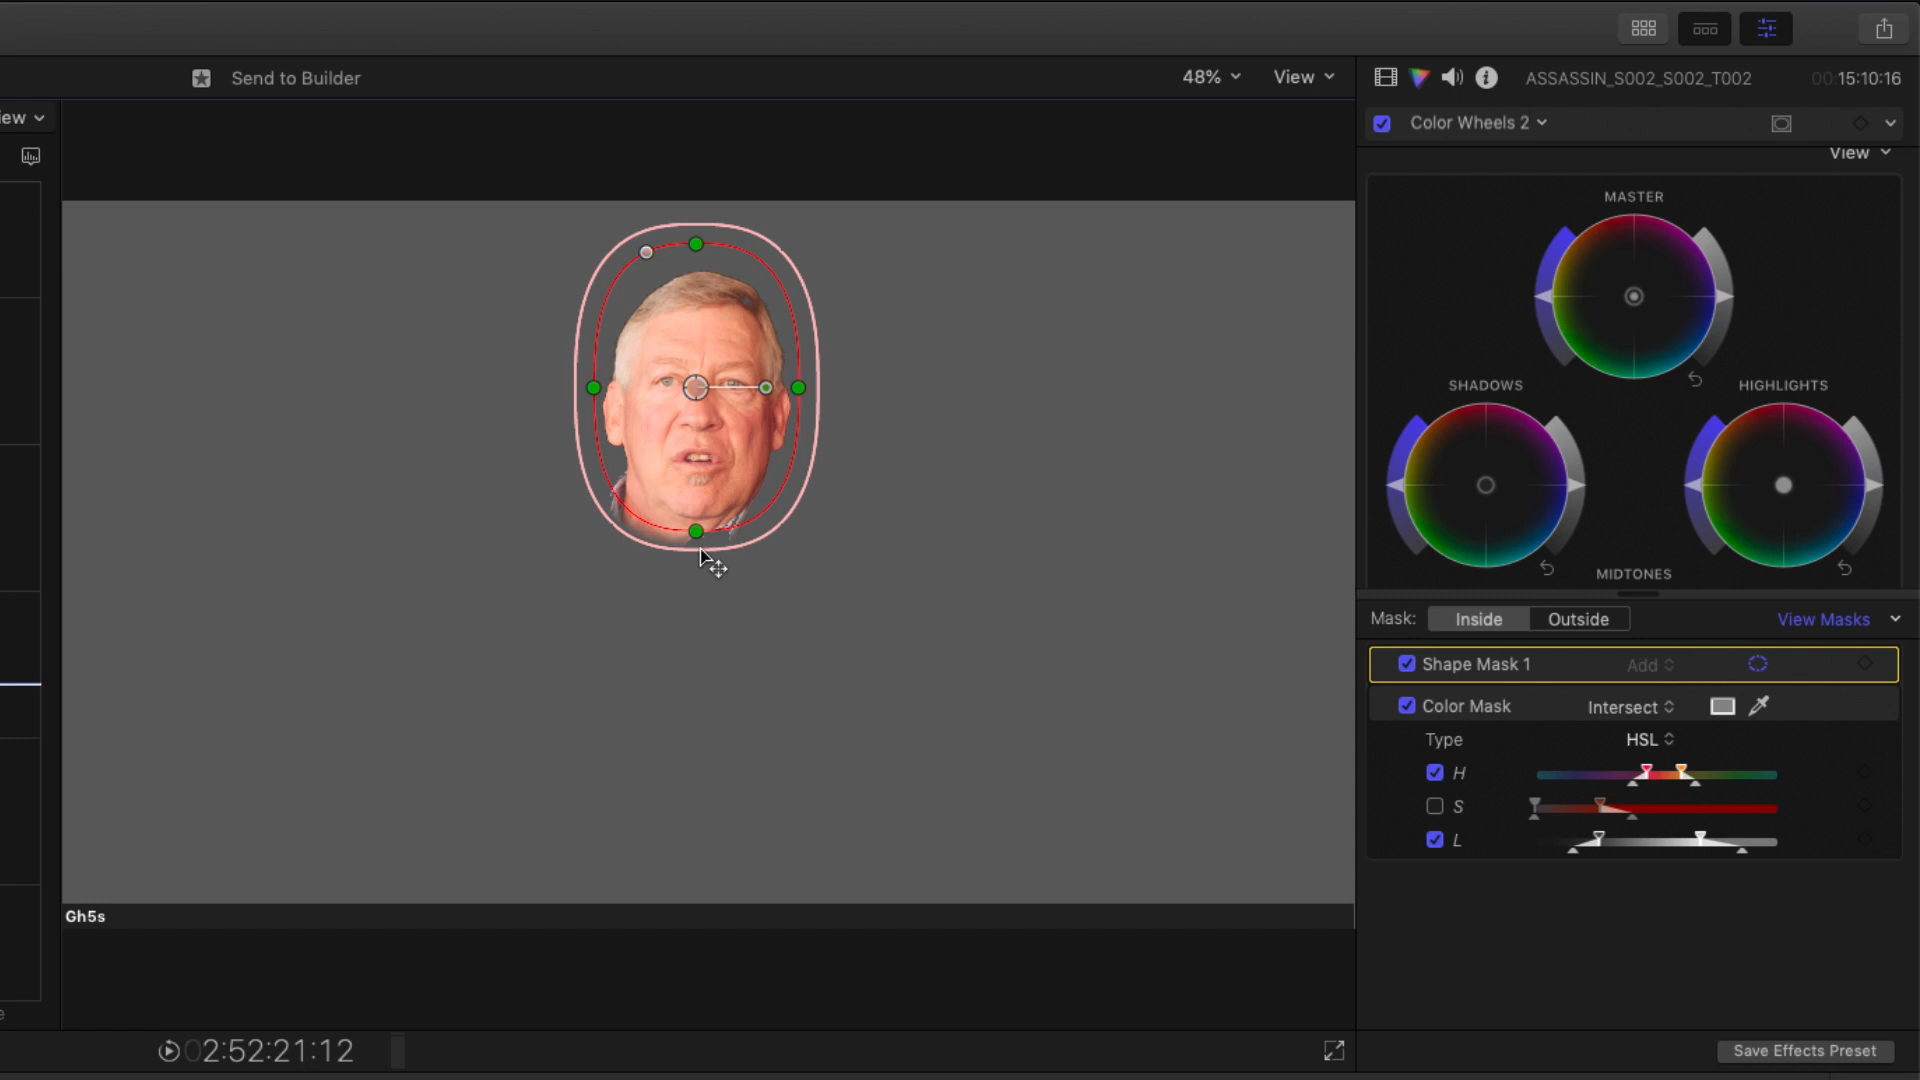 Send to Builder
48%
View
ASSASSIN_S002_S002_T002
00:15:10:16
iew
Color Wheels 2
View
MASTER
SHADOWS
HIGHLIGHTS
MIDTONES
Mask:
Inside
Outside
View Masks
Shape Mask 1
Add
Color Mask
Intersect
Type
HSL
H
S
L
Gh5s
e
02:52:21:12
Save Effects Preset